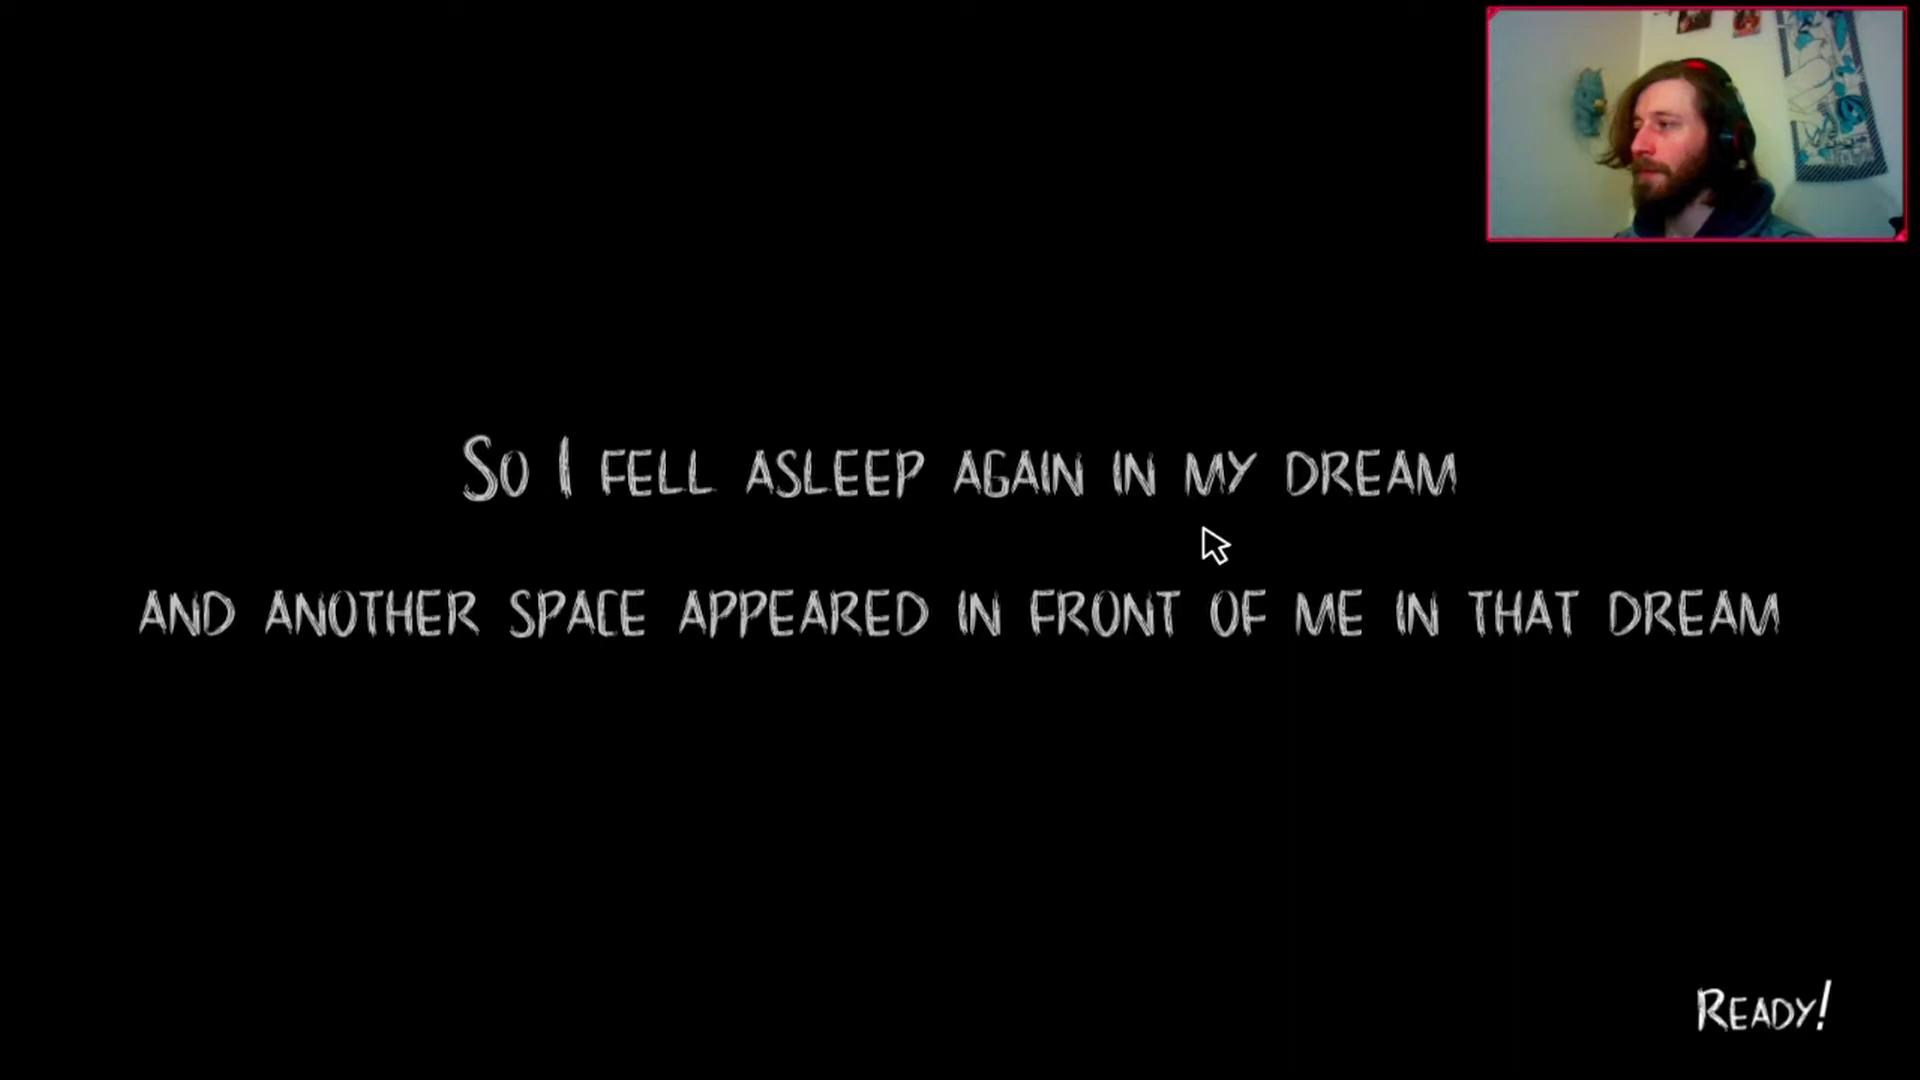 So I fell asleep again in my dream
and another space appeared in front of me in that dream
Ready!